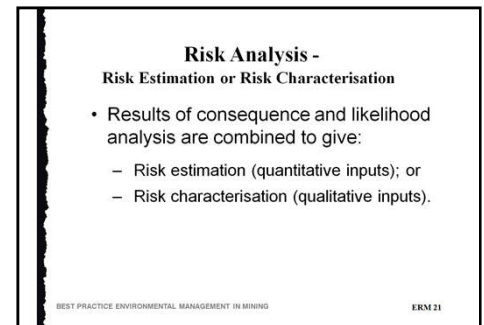 Risk Analysis -
Risk Estimation or Risk Characterisation
• Results of consequence and likelihood
analysis are combined to give:
– Risk estimation (quantitative inputs); or
– Risk characterisation (qualitative inputs).
BEST PRACTICE ENVIRONMENTAL MANAGEMENT IN MINING ERM 21